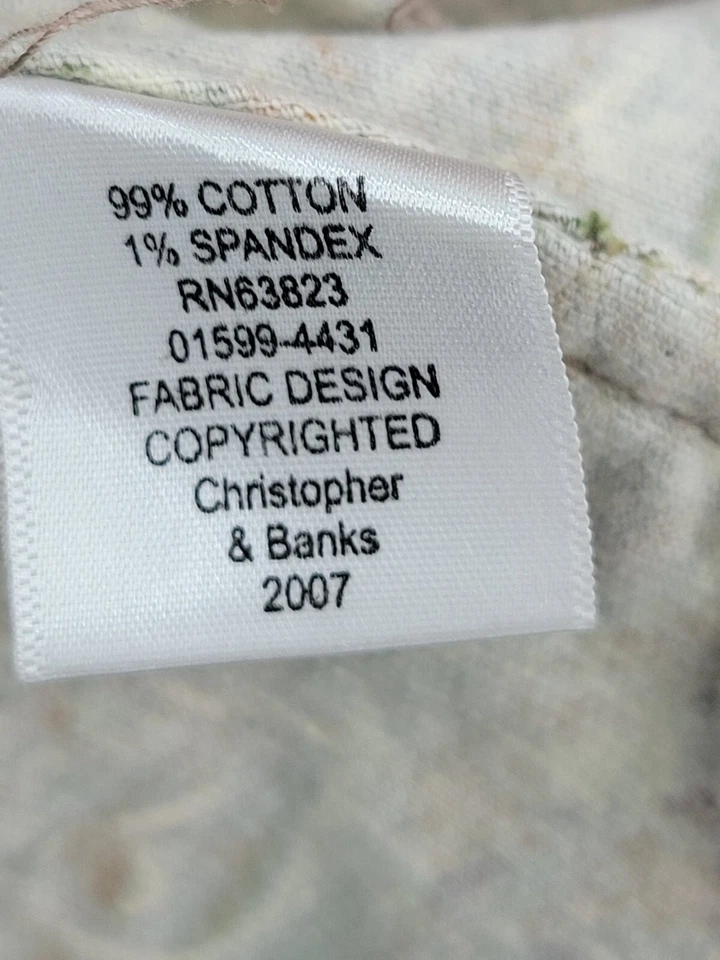 99% COTTON
1% SPANDEX
RN63823
01599-4431
FABRIC DESIGN
COPYRIGHTED
Christopher
& Banks
2007